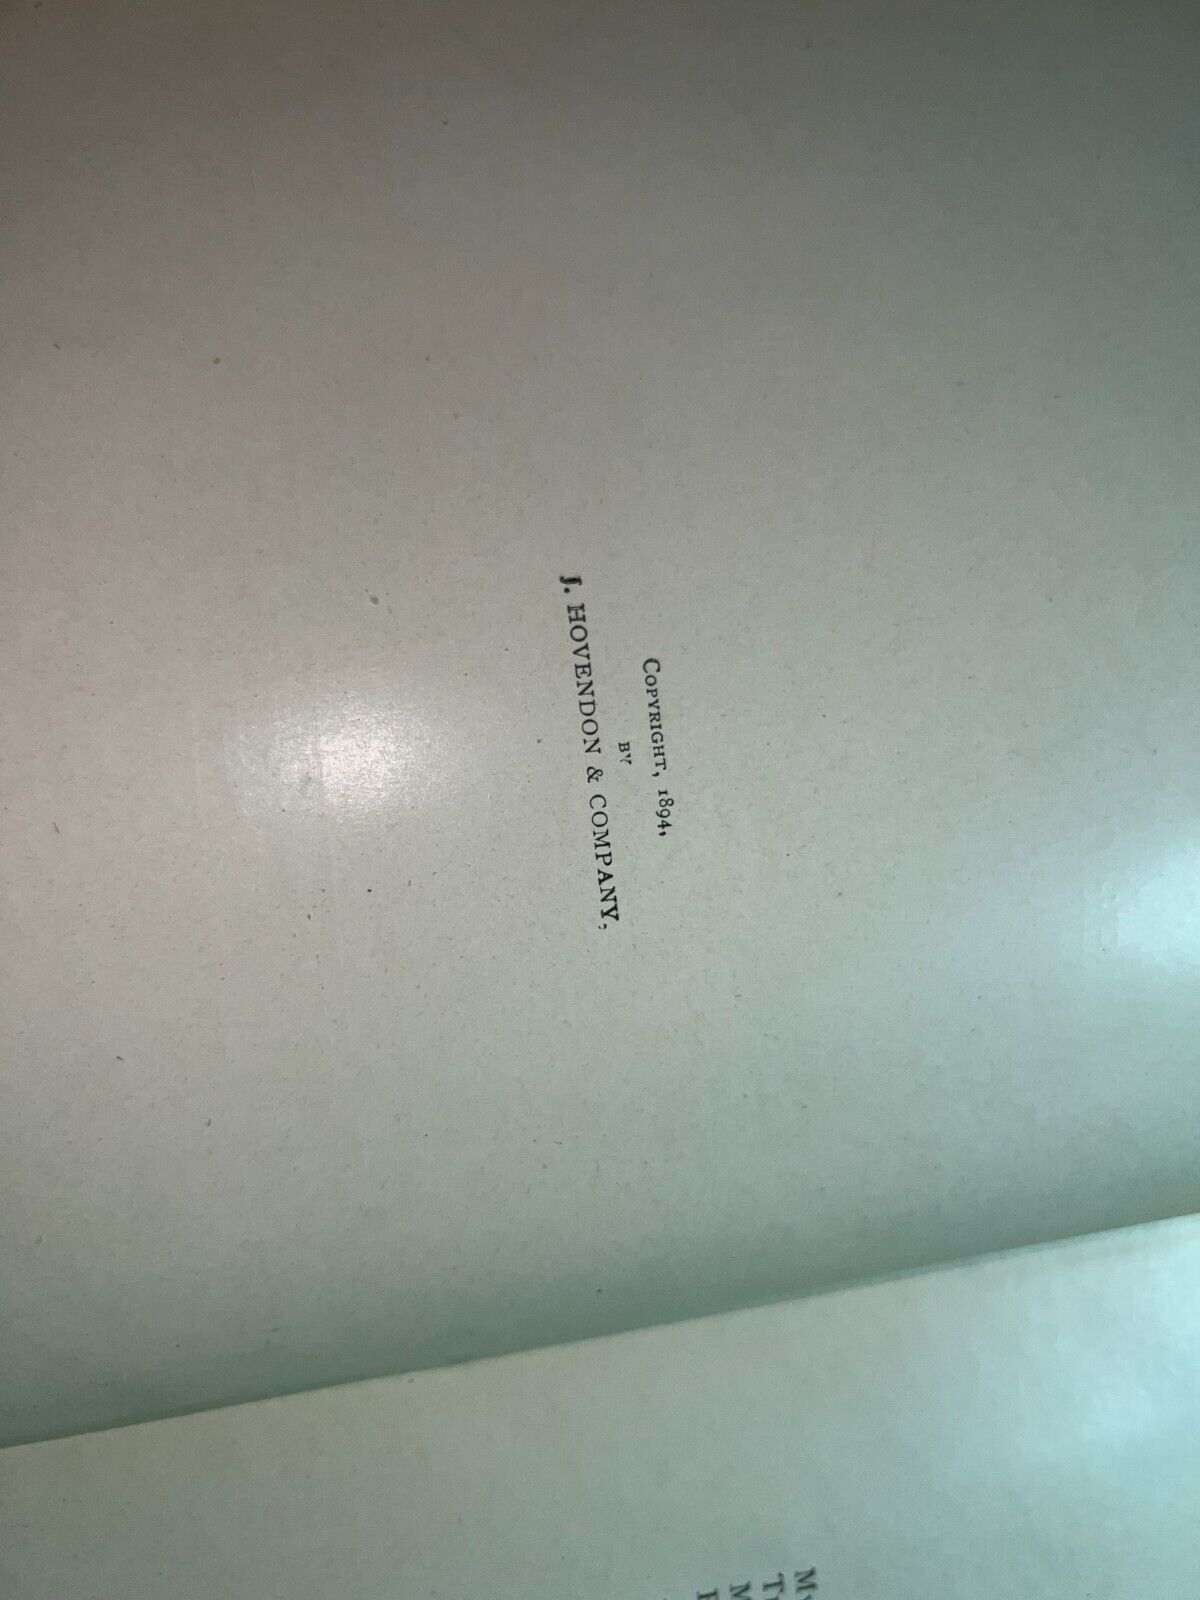 Copyright, 1894,
BY
J. HOVENDON & COMPANY,